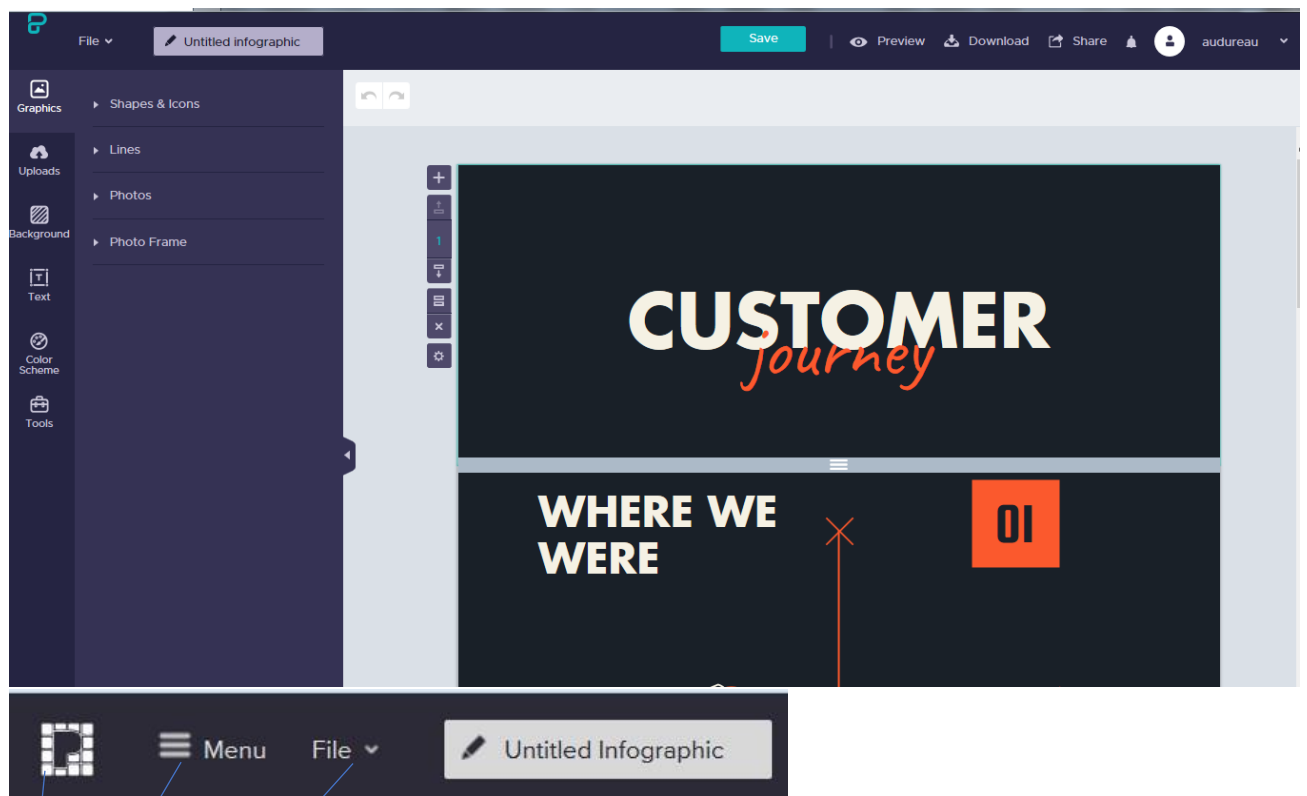 File Untitled infographic Save Preview Download Share audureau
Graphics
Shapes & Icons
Lines
Uploads
Photos
Background
Photo Frame
1
Text
Color
Scheme
Tools
CUSTOMER
journey
WHERE WE
WERE
01
Menu File Untitled Infographic